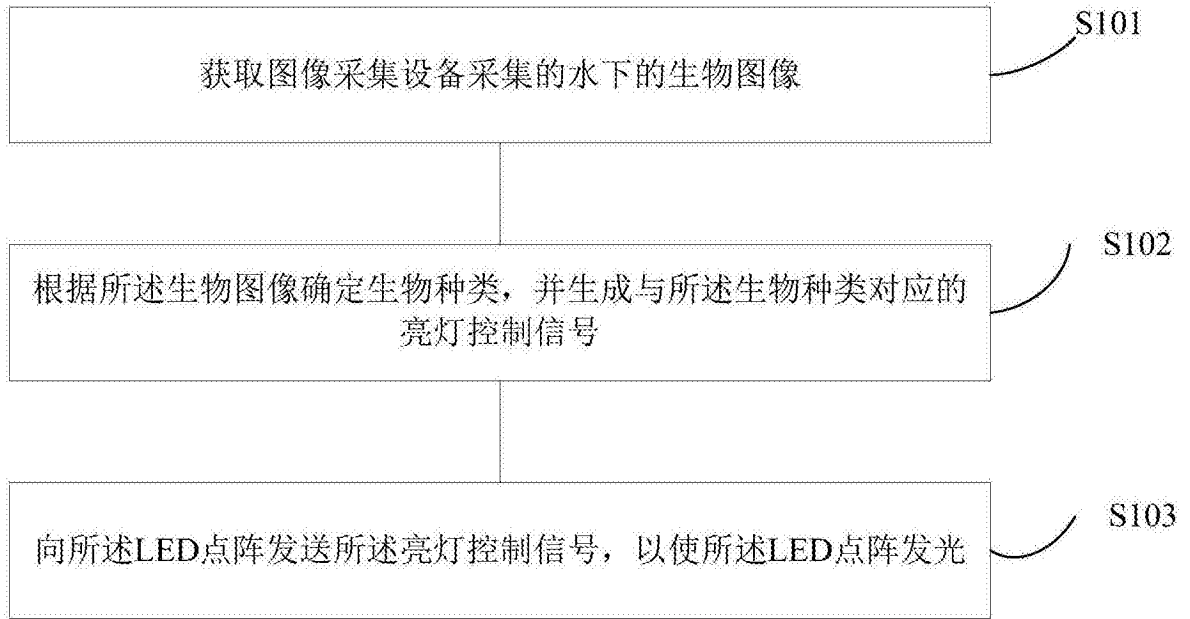 S101
获取图像采集设备采集的水下的生物图像
S102
根据所述生物图像确定生物种类，并生成与所述生物种类对应的
亮灯控制信号
S103
向所述LED点阵发送所述亮灯控制信号，以使所述LED点阵发光